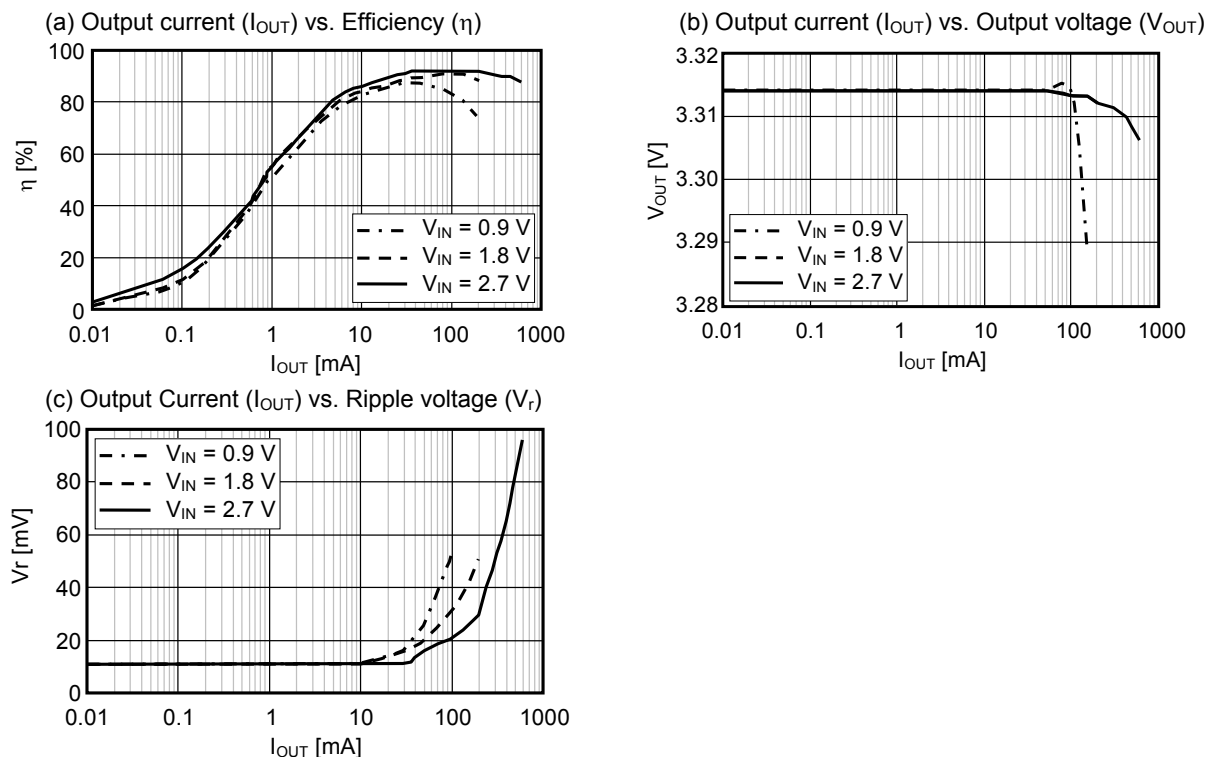 (a) Output current (IOUT) vs. Efficiency (η)
100
80
60
40
20
0
η [%]
VIN = 0.9 V
VIN = 1.8 V
VIN = 2.7 V
0.01 0.1 1 10 100 1000
IOUT [mA]
(b) Output current (IOUT) vs. Output voltage (VOUT)
3.32
3.31
3.30
3.29
3.28
VOUT [V]
VIN = 0.9 V
VIN = 1.8 V
VIN = 2.7 V
0.01 0.1 1 10 100 1000
IOUT [mA]
(c) Output Current (IOUT) vs. Ripple voltage (Vr)
100
80
60
40
20
0
Vr [mV]
VIN = 0.9 V
VIN = 1.8 V
VIN = 2.7 V
0.01 0.1 1 10 100 1000
IOUT [mA]